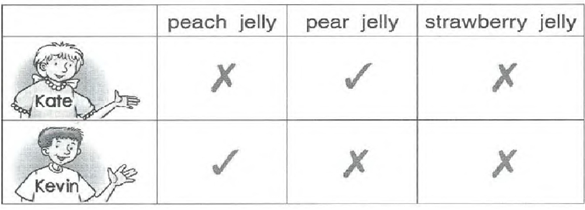 peach jelly pear jelly strawberry jelly
Kate ✗ ✓ ✗
Kevin ✓ ✗ ✗